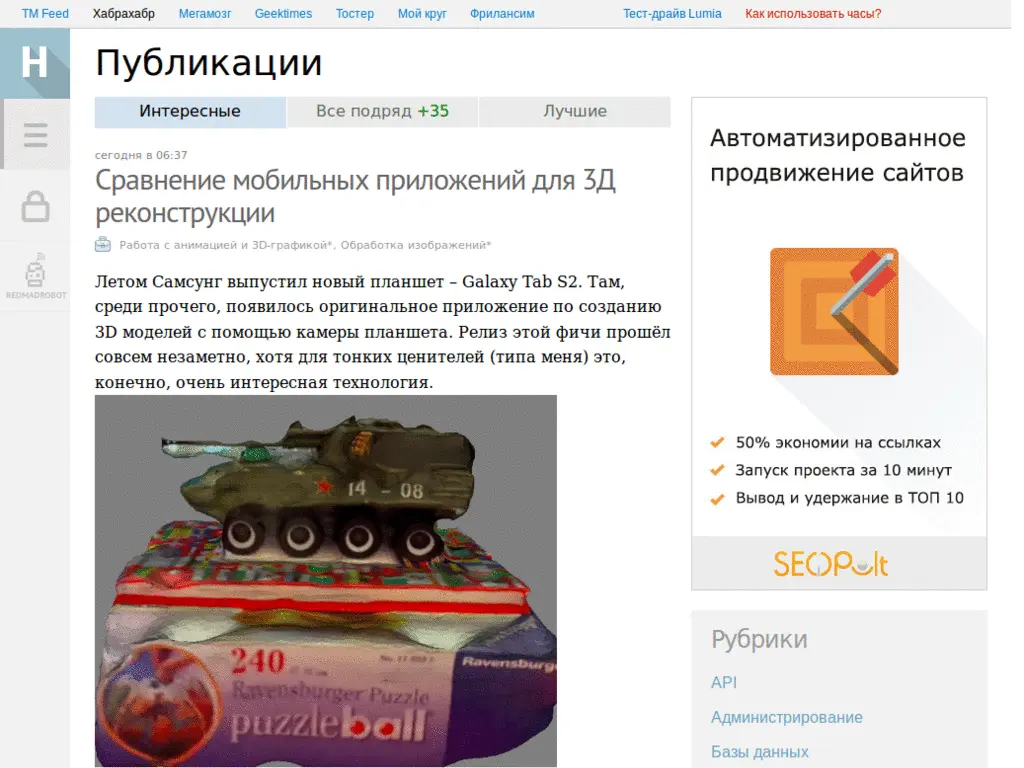 TM Feed Хабрахабр Мегамозг Geektimes Тостер Мой круг Фрилансим Тест-драйв Lumia Как использовать часы?
H
REDMADROBOT
Публикации
Интересные Все подряд +35 Лучшие
сегодня в 06:37
Сравнение мобильных приложений для 3Д
реконструкции
Работа с анимацией и 3D-графикой*, Обработка изображений*
Летом Самсунг выпустил новый планшет – Galaxy Tab S2. Там,
среди прочего, появилось оригинальное приложение по созданию
3D моделей с помощью камеры планшета. Релиз этой фичи прошёл
совсем незаметно, хотя для тонких ценителей (типа меня) это,
конечно, очень интересная технология.
14 - 08
240
Ravensburger
Ravensburger Puzzle
puzzleball
Автоматизированное
продвижение сайтов
50% экономии на ссылках
Запуск проекта за 10 минут
Вывод и удержание в ТОП 10
SEOPult
Рубрики
API
Администрирование
Базы данных